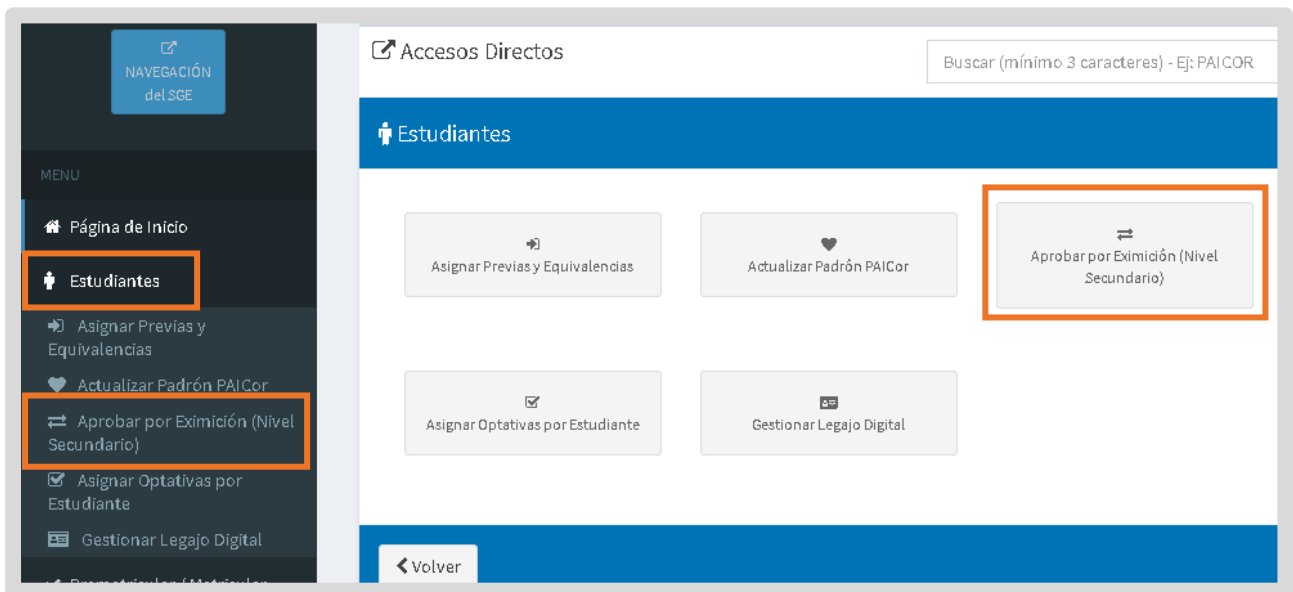 NAVEGACIÓN
del SGE
MENU
Página de Inicio
Estudiantes
Asignar Previas y
Equivalencias
Actualizar Padrón PAICor
Aprobar por Eximición (Nivel
Secundario)
Asignar Optativas por
Estudiante
Gestionar Legajo Digital
Accesos Directos
Buscar (mínimo 3 caracteres) - Ej: PAICOR
Estudiantes
Asignar Previas y Equivalencias
Actualizar Padrón PAICor
Aprobar por Eximición (Nivel
Secundario)
Asignar Optativas por Estudiante
Gestionar Legajo Digital
Volver